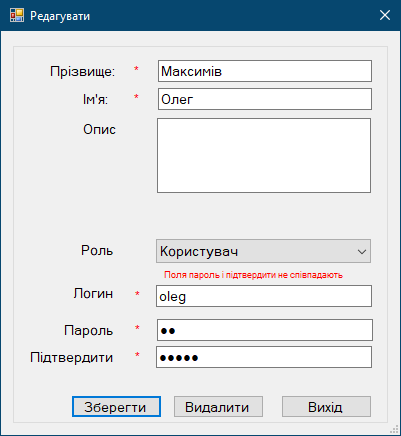 Редагувати
Прізвище: * Максимів
Ім'я: * Олег
Опис
Роль Користувач
Поля пароль і підтвердити не співпадають
Логин * oleg
Пароль * ●●
Підтвердити * ●●●●●
Зберегти Видалити Вихід